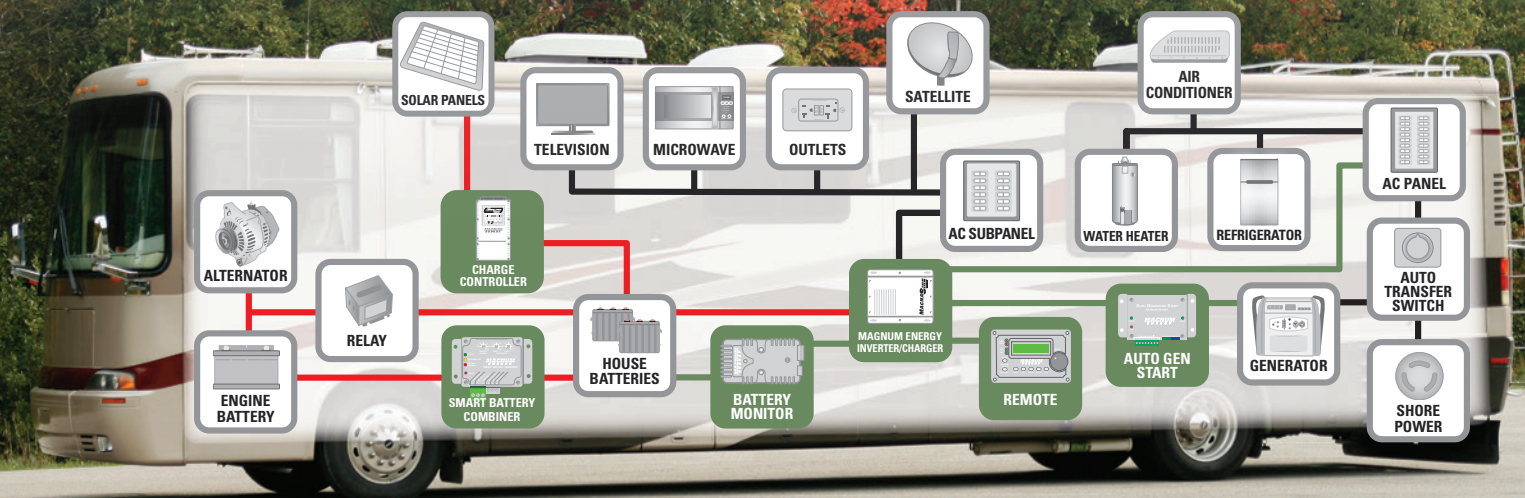 SOLAR PANELS
TELEVISION
MICROWAVE
OUTLETS
SATELLITE
AIR
CONDITIONER
AC PANEL
ALTERNATOR
CHARGE
CONTROLLER
AC SUBPANEL
WATER HEATER
REFRIGERATOR
AUTO
TRANSFER
SWITCH
RELAY
HOUSE
BATTERIES
MAGNUM ENERGY
INVERTER/CHARGER
AUTO GEN
START
GENERATOR
ENGINE
BATTERY
SMART BATTERY
COMBINER
BATTERY
MONITOR
REMOTE
SHORE
POWER